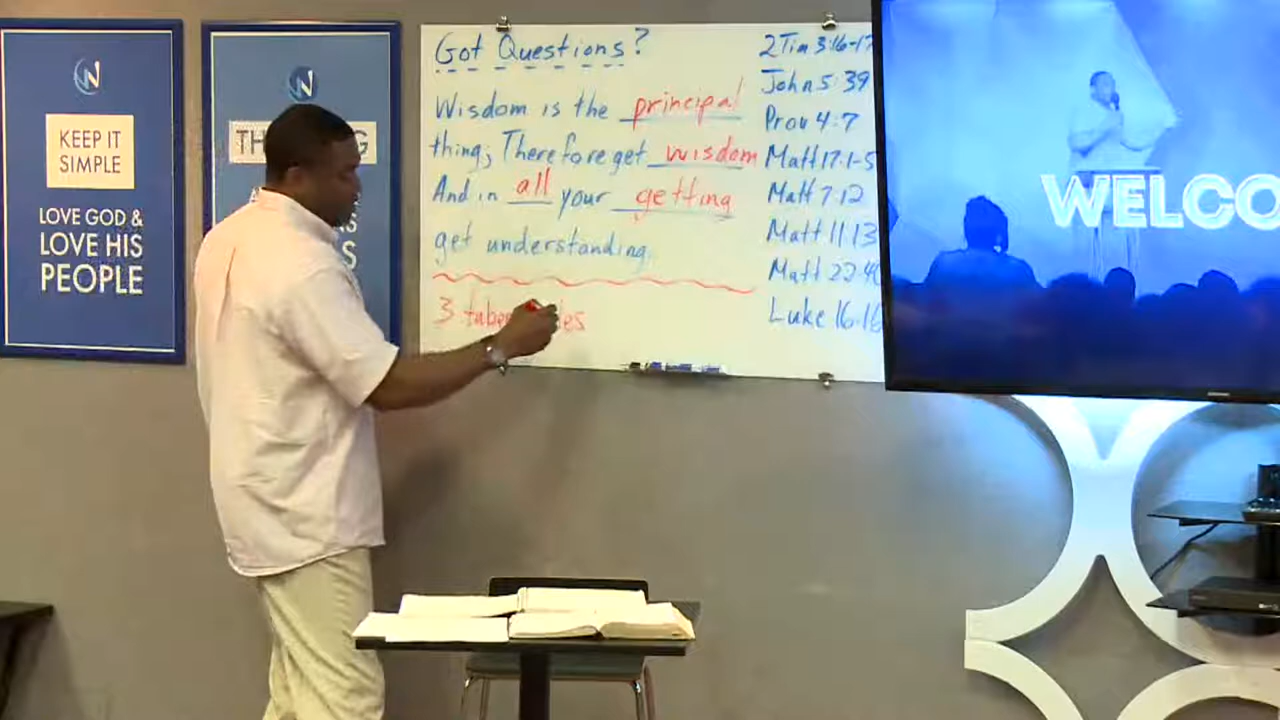 KEEP IT
SIMPLE
LOVE GOD &
LOVE HIS
PEOPLE
Got Questions?
Wisdom is the principal
thing; Therefore get wisdom
And in all your getting
get understanding.
3
2Tim 3:16-17
John 5:39
Prov 4:7
Matt 17:1-5
Matt 7:12
Matt 11:13
Matt 22:4
Luke 16:16
WELCO